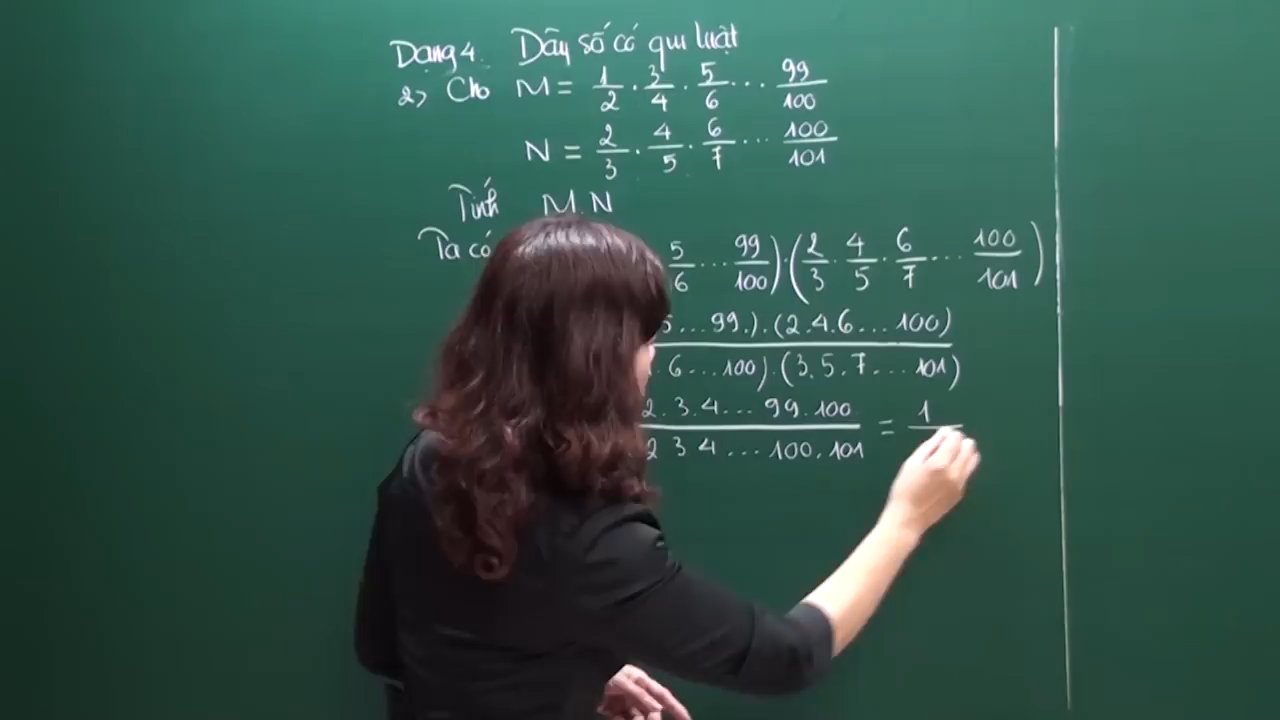 Dạng 4. Dãy số có qui luật
2> Cho M = 1/2 . 3/4 . 5/6 ... 99/100
N = 2/3 . 4/5 . 6/7 ... 100/101
Tính M.N
Ta có 5/6 ... 99/100) . (2/3 . 4/5 . 6/7 ... 100/101)
5 ... 99.).(2.4.6 ... 100)
. 6 ... 100).(3.5.7 ... 101)
2.3.4 ... 99.100 = 1
2 3 4 ... 100.101